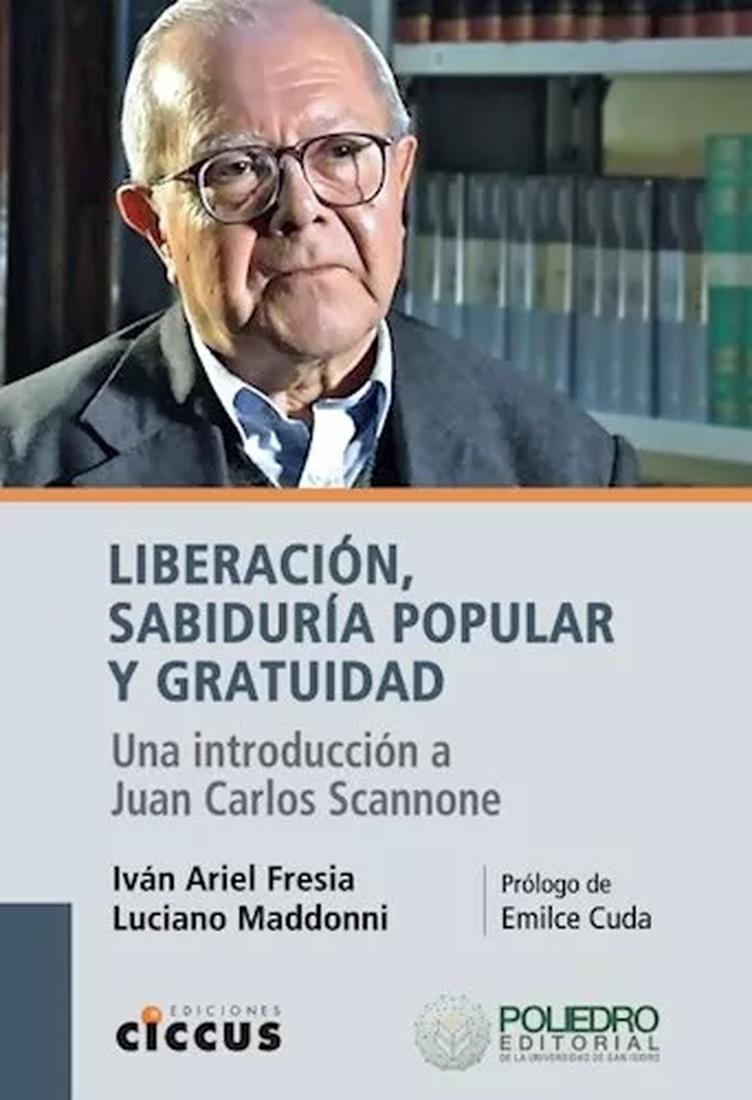 LIBERACIÓN,
SABIDURÍA POPULAR
Y GRATUIDAD
Una introducción a
Juan Carlos Scannone
Iván Ariel Fresia
Luciano Maddonni
Prólogo de
Emilce Cuda
EDICIONES
CICCUS
POLIEDRO
EDITORIAL
DE LA UNIVERSIDAD DE SAN ISIDRO